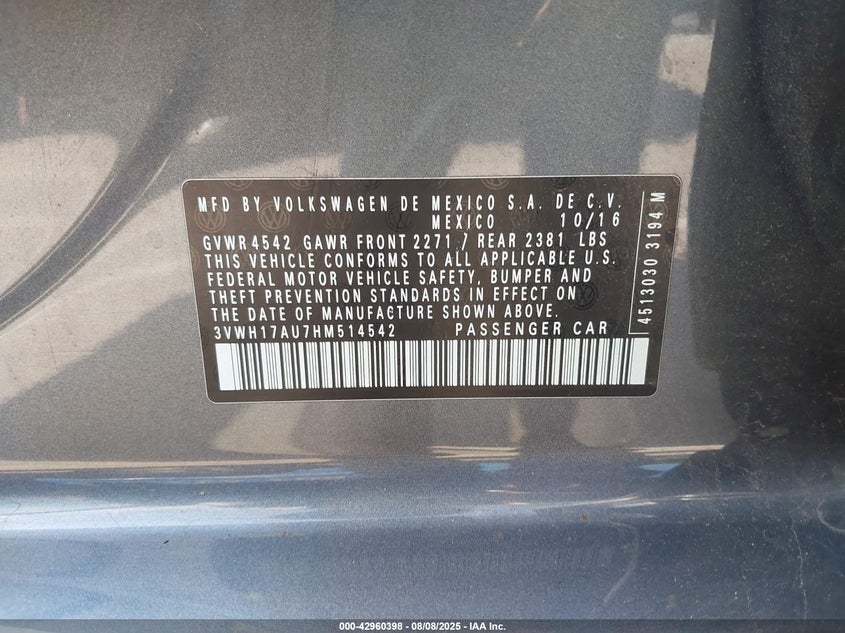 MFD BY VOLKSWAGEN DE MEXICO S.A. DE C.V.
MEXICO 10/16
GVWR4542 GAWR FRONT 2271 / REAR 2381 LBS
THIS VEHICLE CONFORMS TO ALL APPLICABLE U.S.
FEDERAL MOTOR VEHICLE SAFETY, BUMPER AND
THEFT PREVENTION STANDARDS IN EFFECT ON
THE DATE OF MANUFACTURE SHOWN ABOVE.
3VWH17AU7HM514542 PASSENGER CAR
4513030 3194 M
000-42960398 - 08/08/2025 - IAA Inc.